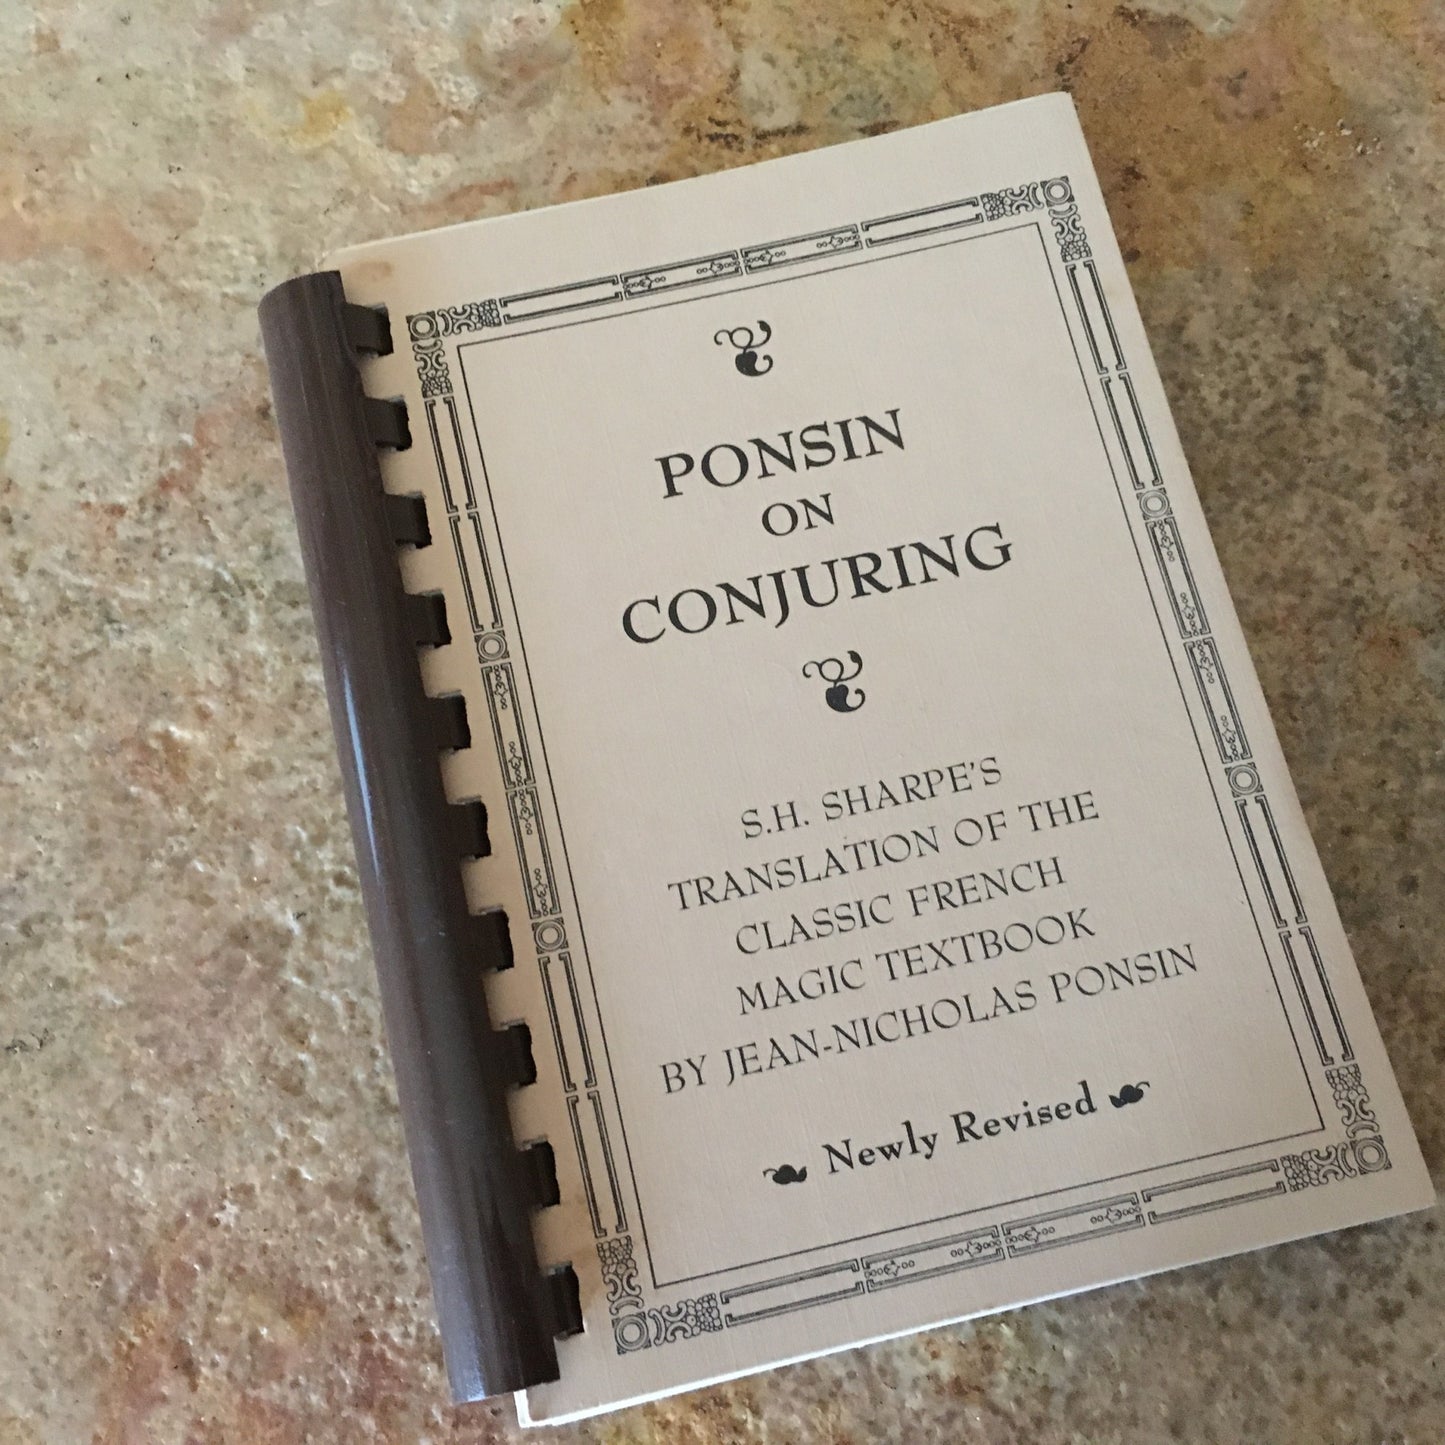 PONSIN
ON
CONJURING
S.H. SHARPE'S
TRANSLATION OF THE
CLASSIC FRENCH
MAGIC TEXTBOOK
BY JEAN-NICHOLAS PONSIN
Newly Revised